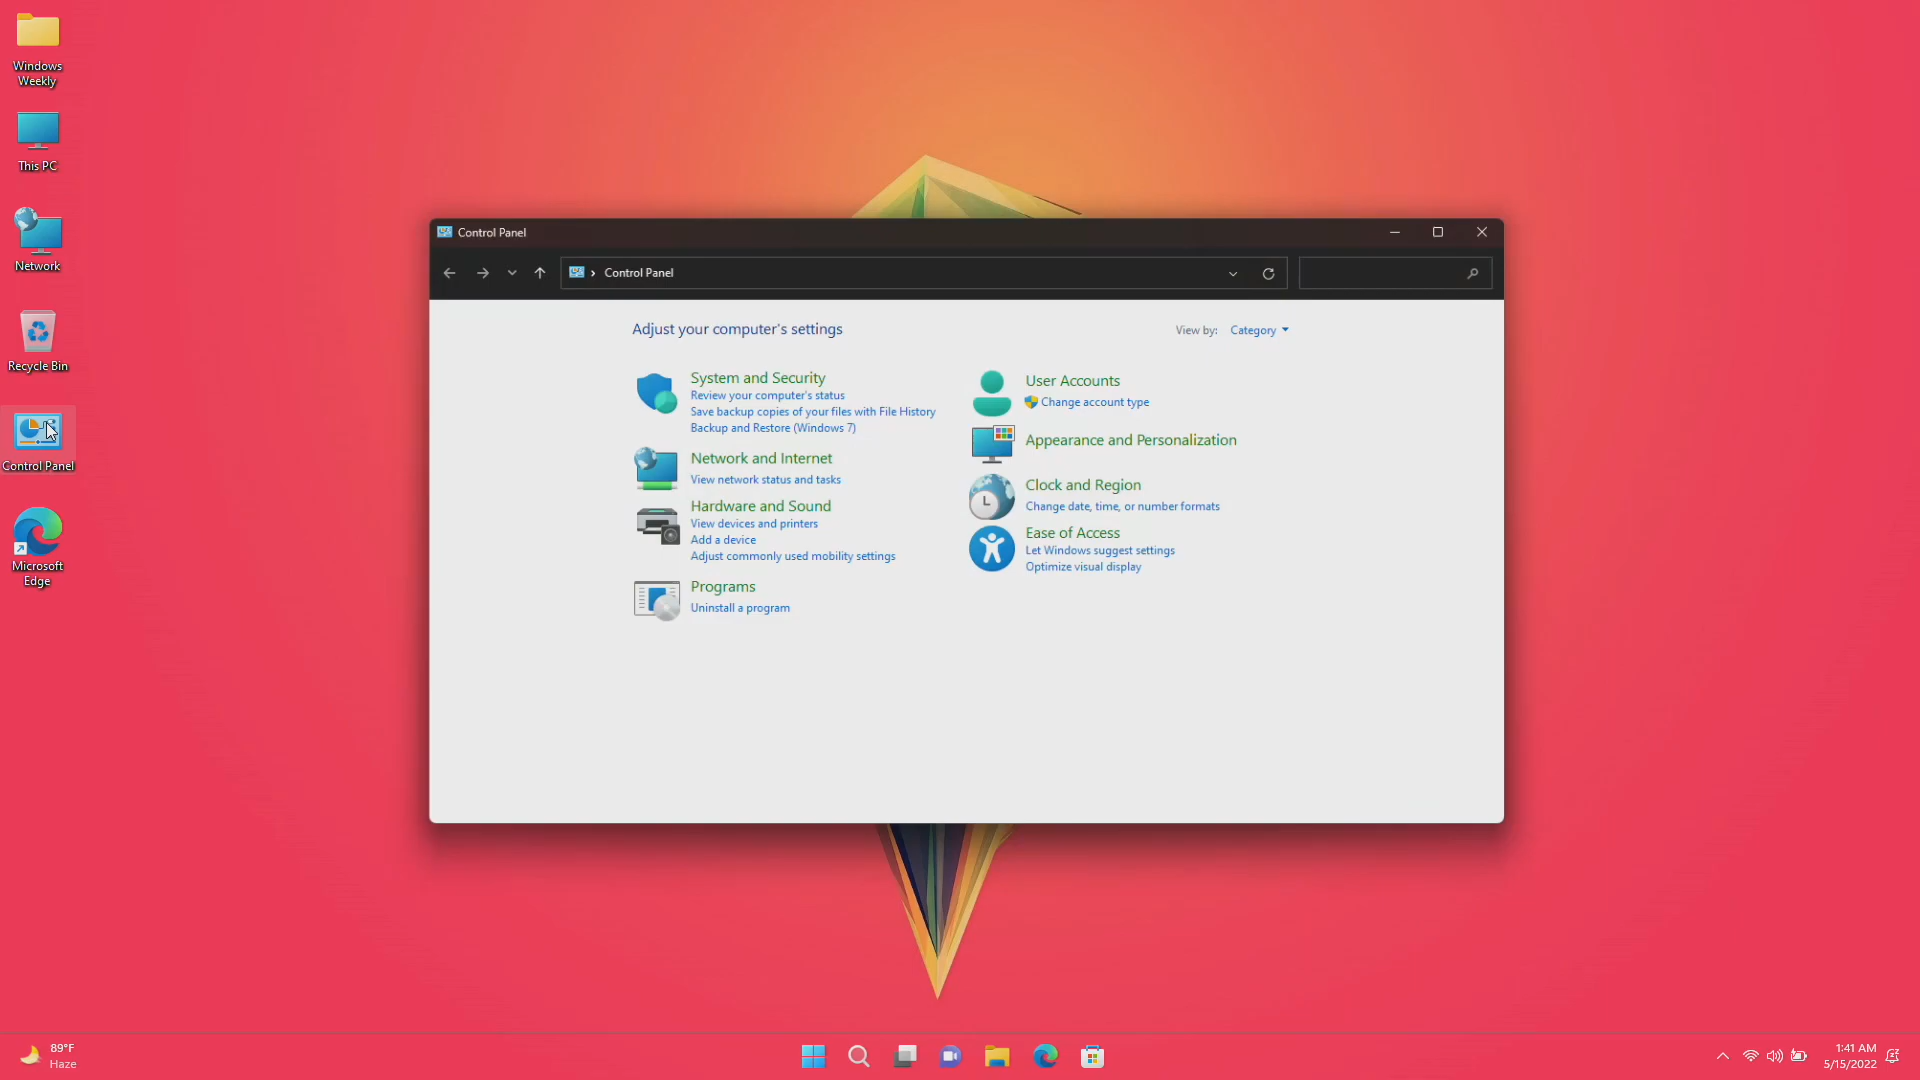 Windows
Weekly
This PC
Network
Recycle Bin
Control Panel
Microsoft
Edge
Control Panel
Control Panel
Adjust your computer's settings
View by: Category
System and Security
Review your computer's status
Save backup copies of your files with File History
Backup and Restore (Windows 7)
Network and Internet
View network status and tasks
Hardware and Sound
View devices and printers
Add a device
Adjust commonly used mobility settings
Programs
Uninstall a program
User Accounts
Change account type
Appearance and Personalization
Clock and Region
Change date, time, or number formats
Ease of Access
Let Windows suggest settings
Optimize visual display
89°F
Haze
1:41 AM
5/15/2022